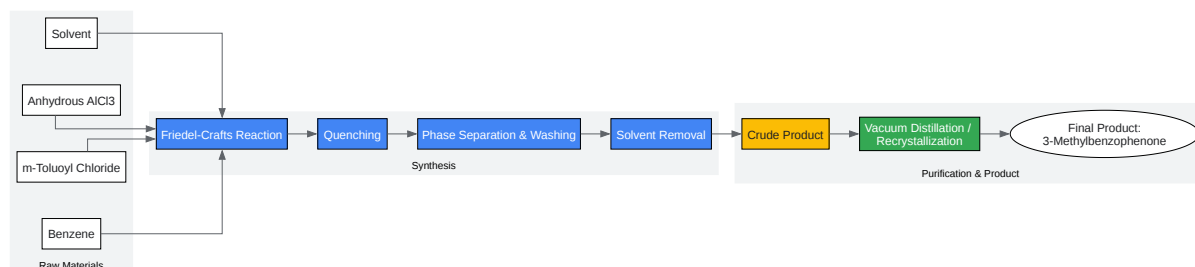 Solvent
Anhydrous AlCl3
m-Toluoyl Chloride
Benzene
Raw Materials
Friedel-Crafts Reaction
Quenching
Phase Separation & Washing
Solvent Removal
Synthesis
Crude Product
Vacuum Distillation /
Recrystallization
Final Product:
3-Methylbenzophenone
Purification & Product